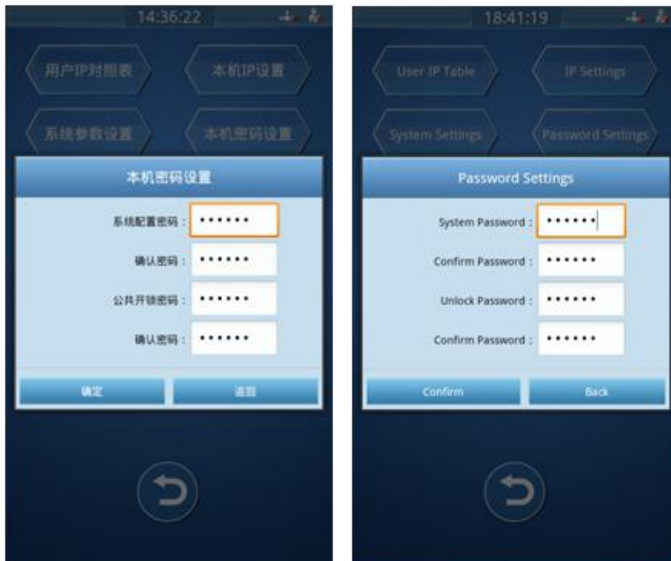 14:36:22
用户IP对照表
本机IP设置
系统参数设置
本机密码设置
本机密码设置
系统配置密码：••••••
确认密码：••••••
公共开锁密码：••••••
确认密码：••••••
确定
返回
18:41:19
User IP Table
IP Settings
System Settings
Password Settings
Password Settings
System Password : ••••••
Confirm Password : ••••••
Unlock Password : ••••••
Confirm Password : ••••••
Confirm
Back